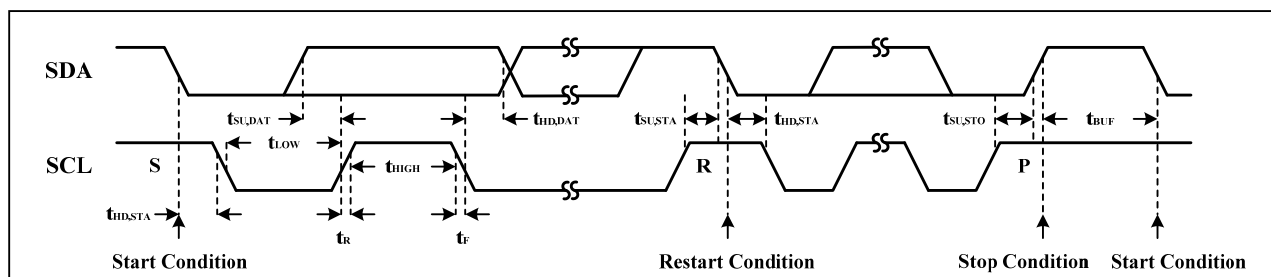 SDA
tSU,DAT
tHD,DAT
tSU,STA
tHD,STA
tSU,STO
tBUF
tLOW
SCL
S
tHIGH
R
P
tHD,STA
tR
tF
Start Condition
Restart Condition
Stop Condition
Start Condition